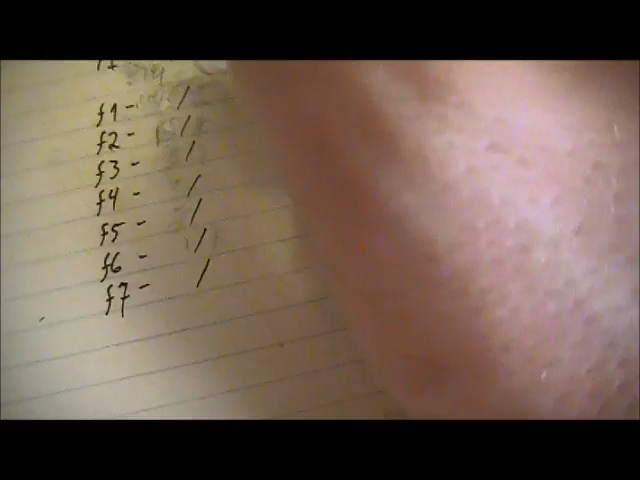 f1 - /
f2 - /
f3 - /
f4 - /
f5 - /
f6 - /
f7 - /